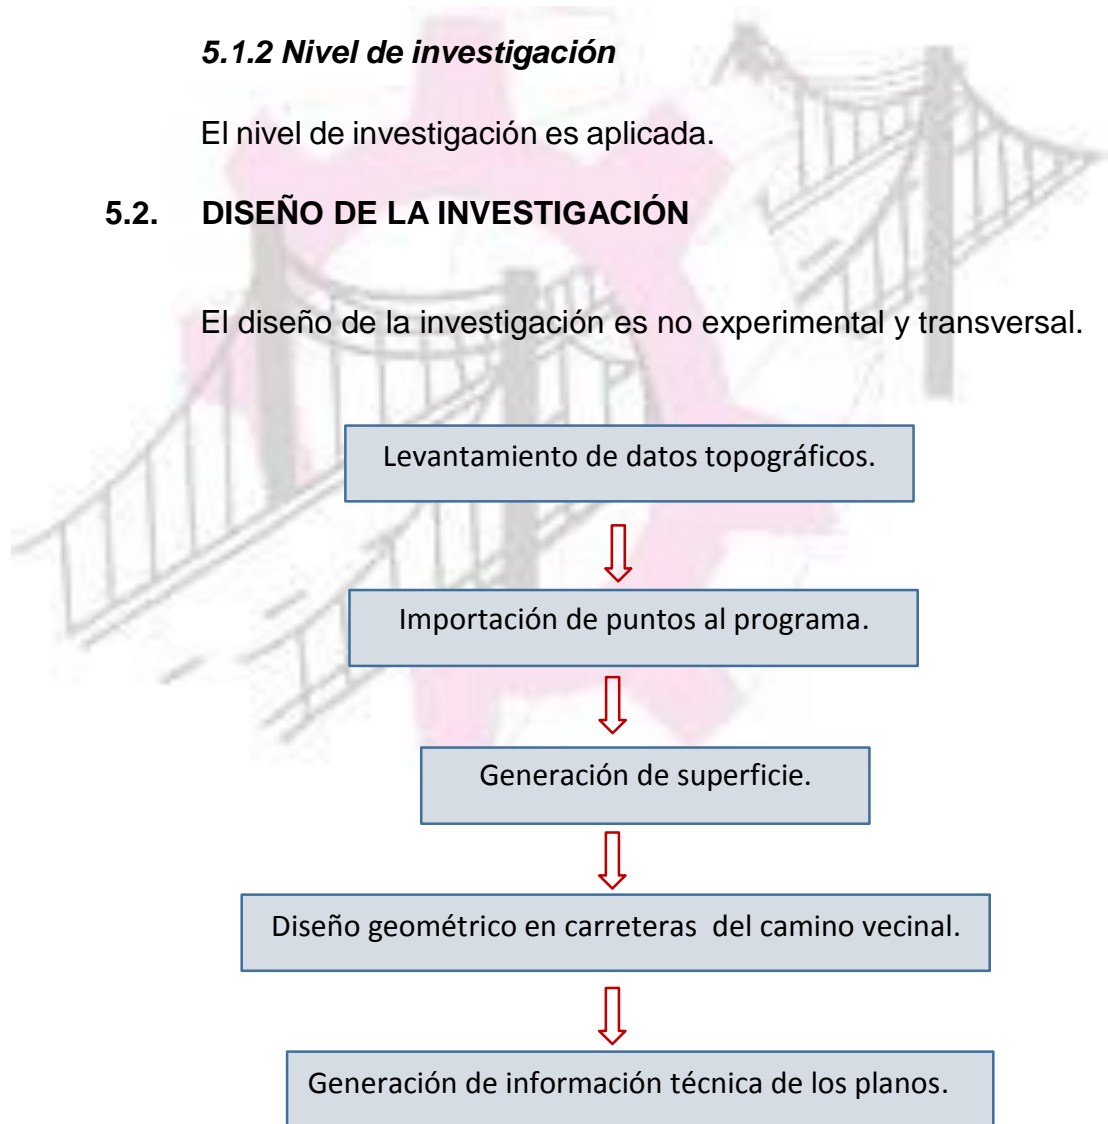 5.1.2 Nivel de investigación
El nivel de investigación es aplicada.
5.2. DISEÑO DE LA INVESTIGACIÓN
El diseño de la investigación es no experimental y transversal.
Levantamiento de datos topográficos.
Importación de puntos al programa.
Generación de superficie.
Diseño geométrico en carreteras del camino vecinal.
Generación de información técnica de los planos.